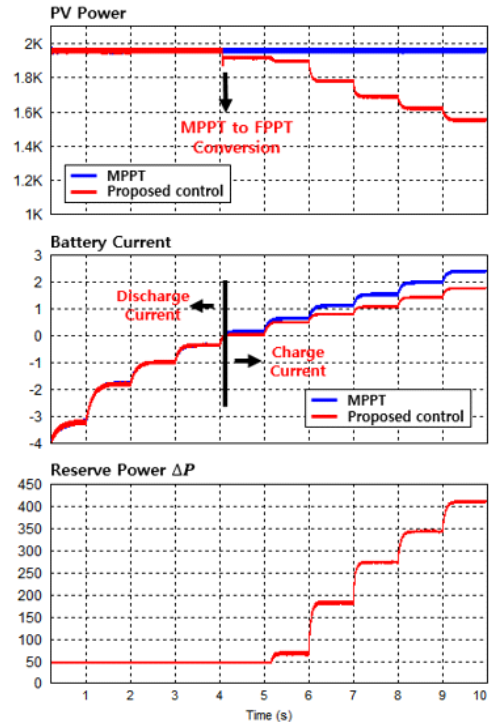 PV Power
2K
1.8K
1.6K
1.4K
1.2K
1K
MPPT to FPPT
Conversion
MPPT
Proposed control
Battery Current
3
2
1
0
-1
-2
-3
-4
Discharge
Current
Charge
Current
MPPT
Proposed control
Reserve Power ΔP
450
400
350
300
250
200
150
100
50
0
1 2 3 4 5 6 7 8 9 10
Time (s)